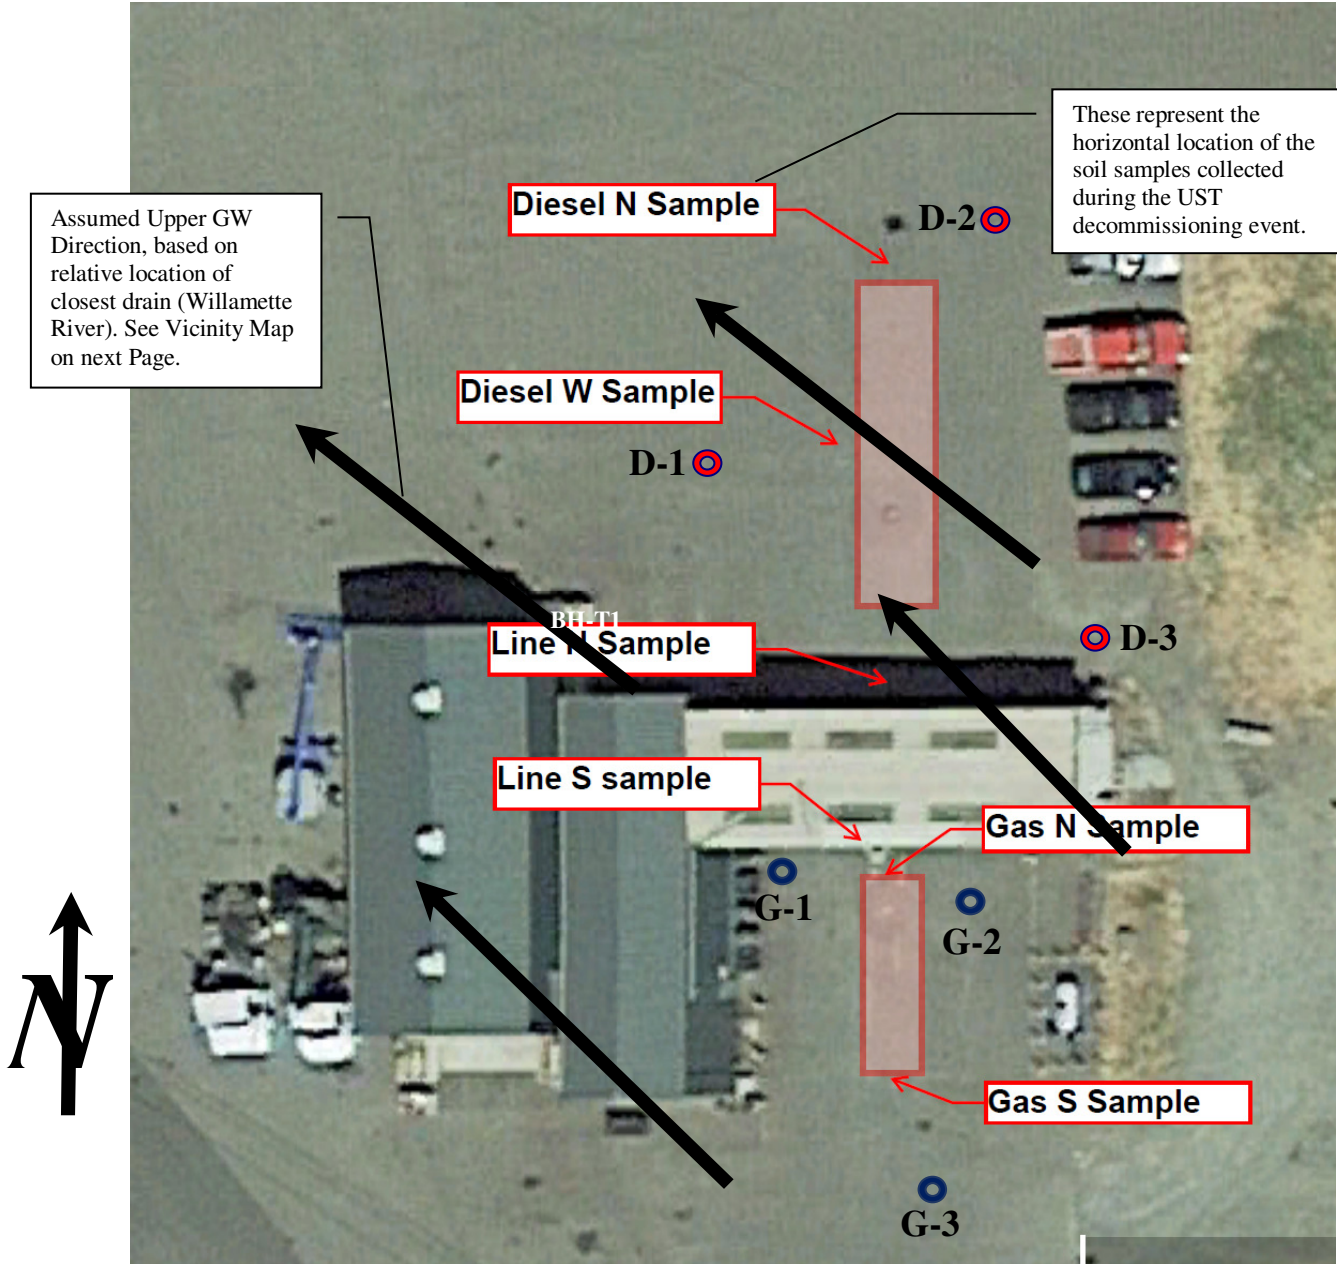 These represent the
horizontal location of the
soil samples collected
during the UST
decommissioning event.
Diesel N Sample
D-2
Assumed Upper GW
Direction, based on
relative location of
closest drain (Willamette
River). See Vicinity Map
on next Page.
Diesel W Sample
D-1
BH-T1
Line N Sample
D-3
Line S sample
Gas N Sample
G-1
G-2
N
Gas S Sample
G-3